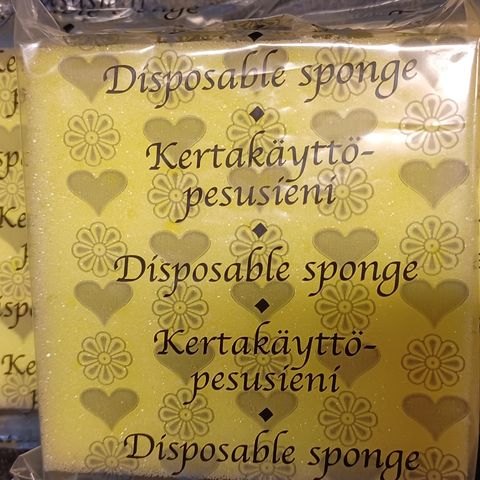 Disposable sponge
Kertakäyttö-
pesusieni
Disposable sponge
Kertakäyttö-
pesusieni
Disposable sponge